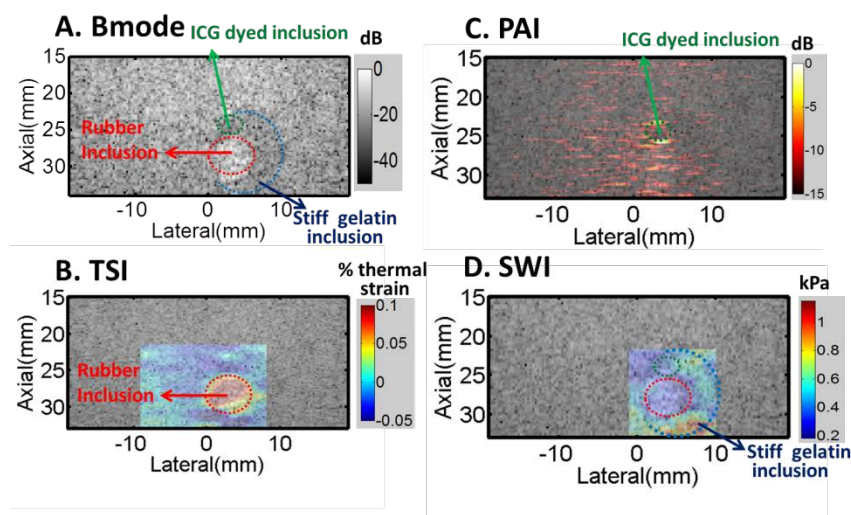 A. Bmode
ICG dyed inclusion
dB
15
20
25
30
Axial(mm)
Rubber
Inclusion
0
-20
-40
-10
0
10
Lateral(mm)
Stiff gelatin
inclusion
C. PAI
ICG dyed inclusion
dB
15
20
25
30
Axial(mm)
0
-5
-10
-15
-10
0
10
Lateral(mm)
B. TSI
% thermal
strain
15
20
25
30
Axial(mm)
Rubber
Inclusion
0.1
0.05
0
-0.05
-10
0
10
Lateral(mm)
D. SWI
kPa
15
20
25
30
Axial(mm)
1
0.8
0.6
0.4
0.2
-10
0
10
Lateral(mm)
Stiff gelatin
inclusion